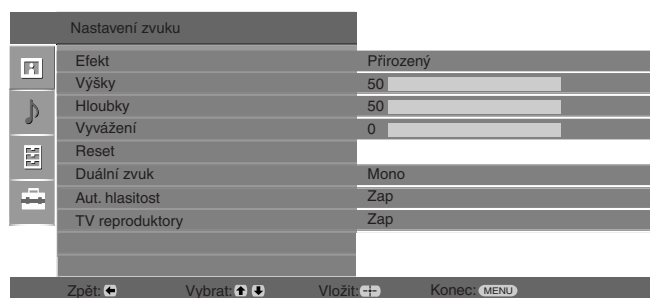 Nastavení zvuku
Efekt Přirozený
Výšky 50
Hloubky 50
Vyvážení 0
Reset
Duální zvuk Mono
Aut. hlasitost Zap
TV reproduktory Zap
Zpět: Vybrat: Vložit: Konec: MENU